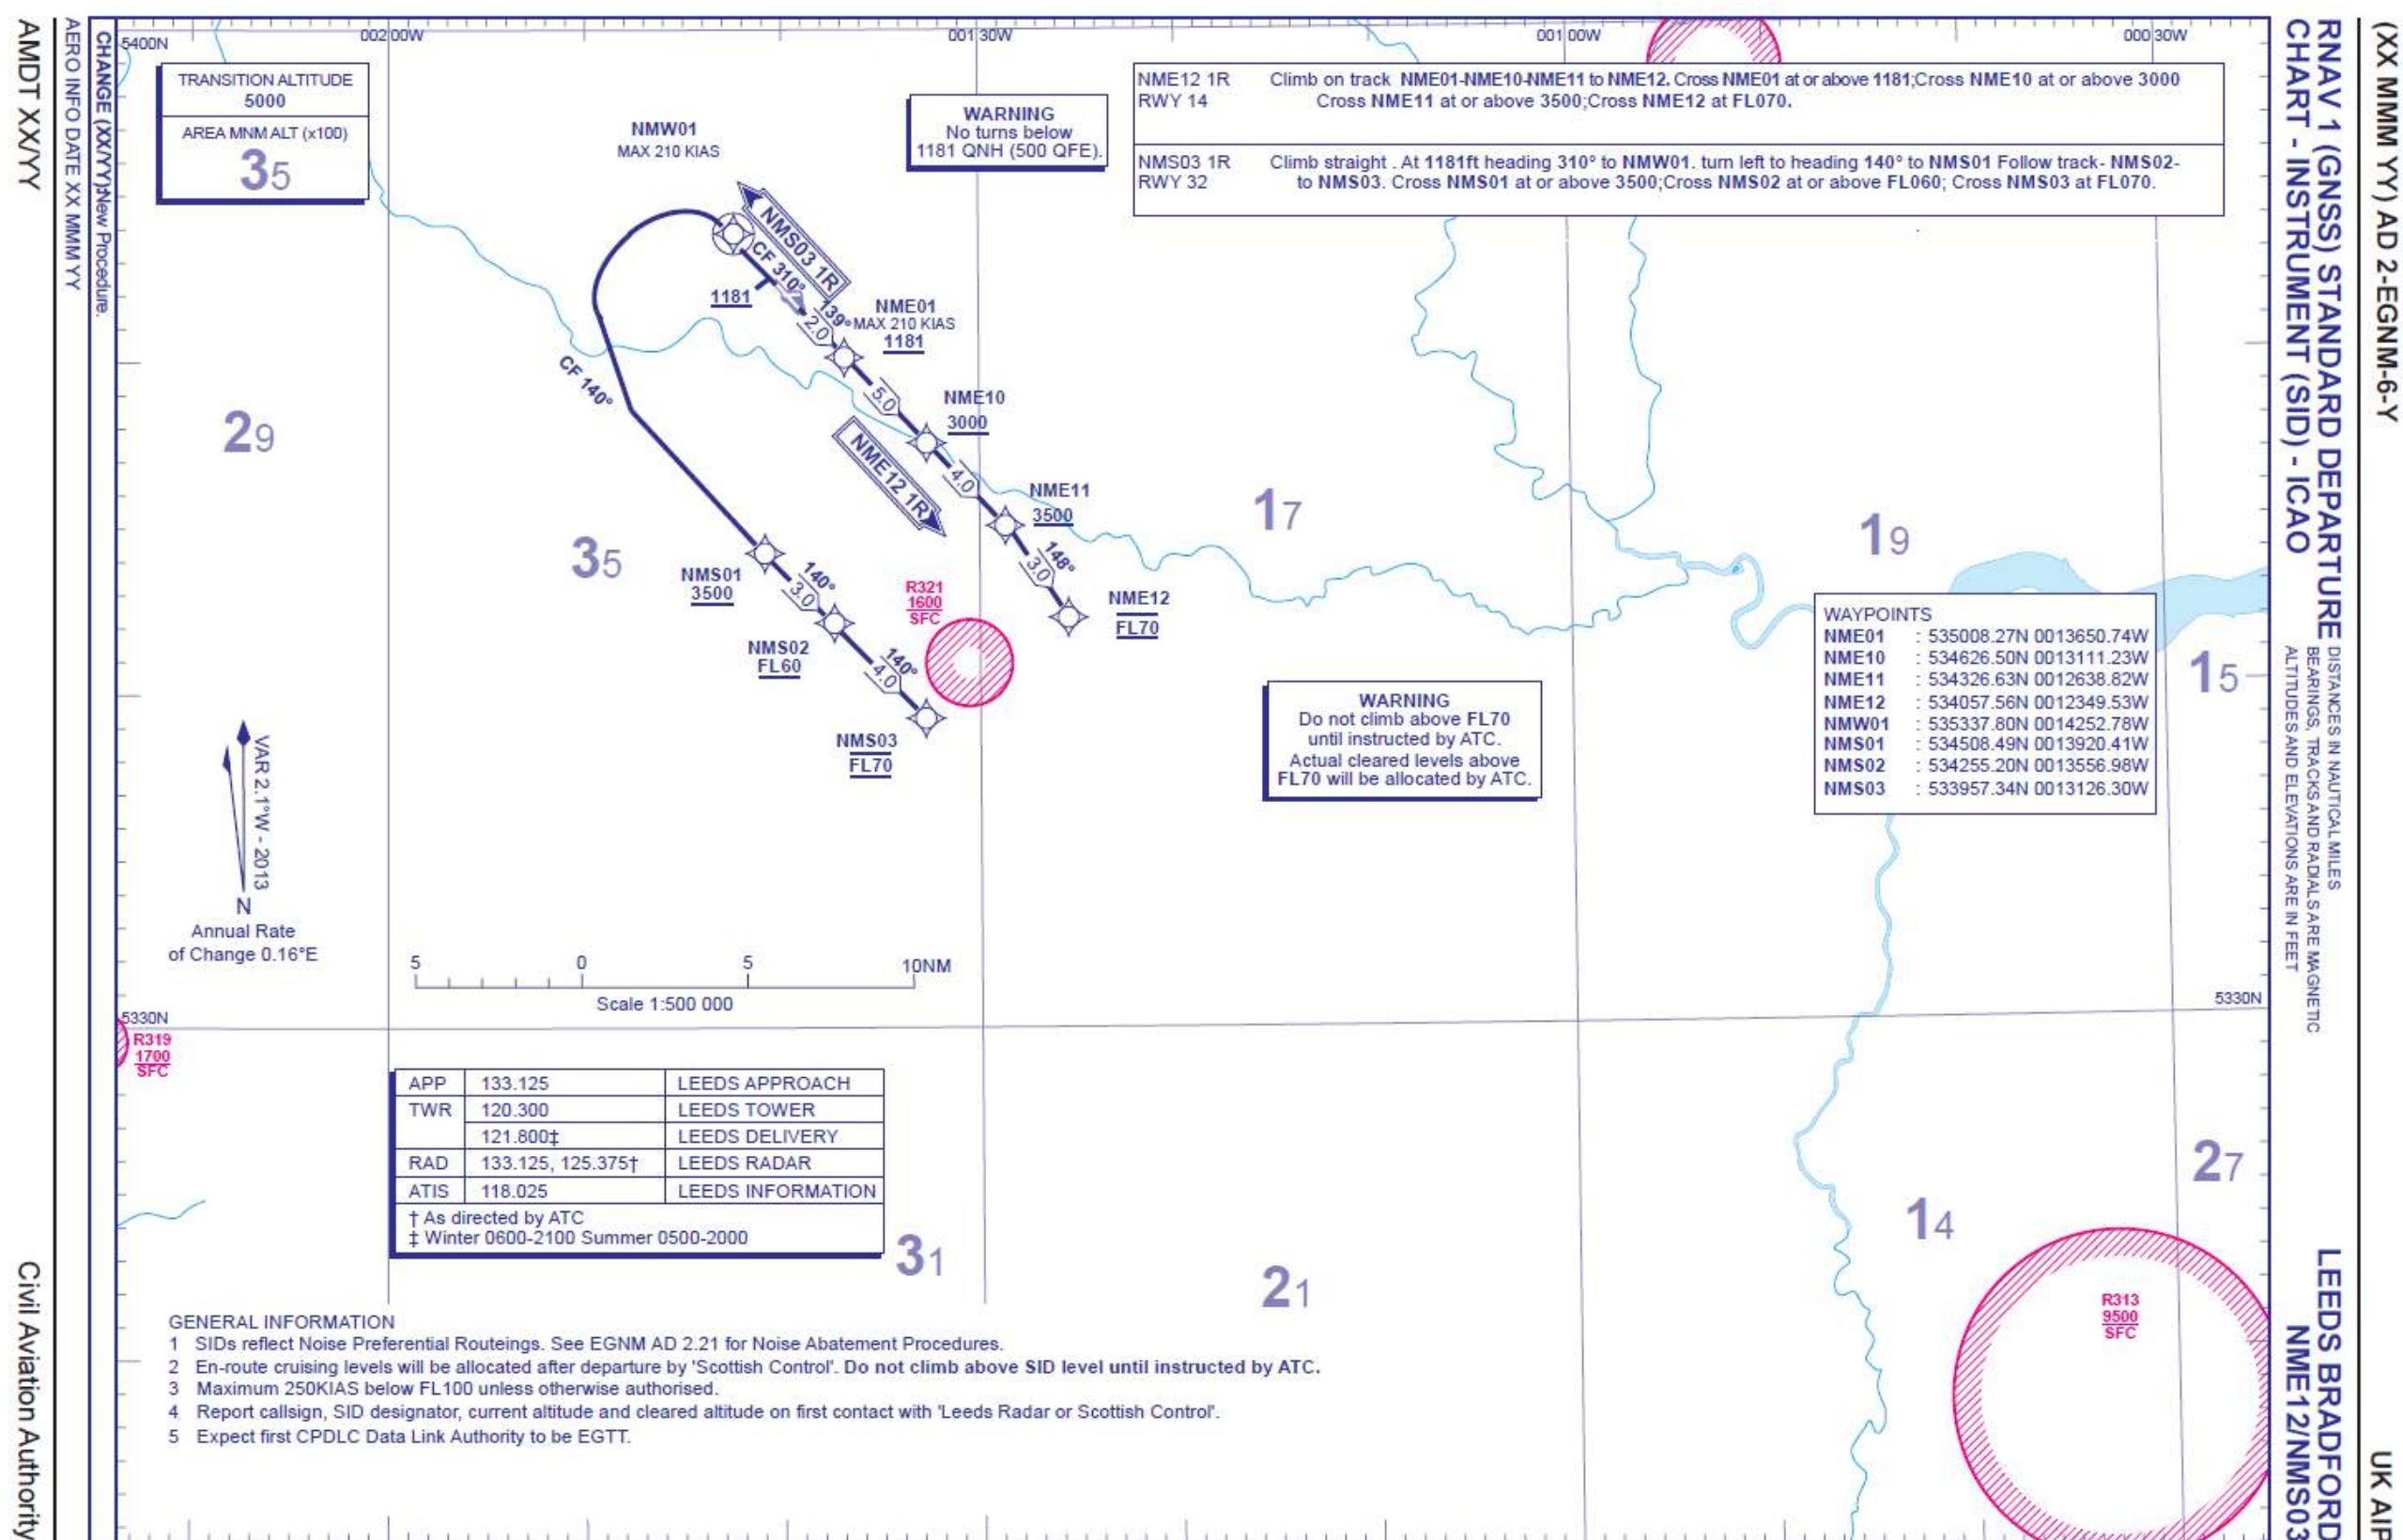 (XX MMM YY) AD 2-EGNM-6-Y
UK AIP
RNAV 1 (GNSS) STANDARD DEPARTURE
CHART - INSTRUMENT (SID) - ICAO
DISTANCES IN NAUTICAL MILES
BEARINGS, TRACKS AND RADIALS ARE MAGNETIC
ALTITUDES AND ELEVATIONS ARE IN FEET
LEEDS BRADFORD
NME12/NMS03
5400N
002 00W
001 30W
001 00W
000 30W
TRANSITION ALTITUDE
5000
AREA MNM ALT (x100)
35
NMW01
MAX 210 KIAS
WARNING
No turns below
1181 QNH (500 QFE).
NME12 1R
RWY 14
Climb on track NME01-NME10-NME11 to NME12. Cross NME01 at or above 1181;Cross NME10 at or above 3000
Cross NME11 at or above 3500;Cross NME12 at FL070.
NMS03 1R
RWY 32
Climb straight . At 1181ft heading 310° to NMW01. turn left to heading 140° to NMS01 Follow track- NMS02-
to NMS03. Cross NMS01 at or above 3500;Cross NMS02 at or above FL060; Cross NMS03 at FL070.
NMS03 1R
CF 310°
1181
139°
2.0
NME01
MAX 210 KIAS
1181
CF 140°
5.0
NME10
3000
NME12 1R
4.0
NME11
3500
148°
3.0
NME12
FL70
29
35
17
19
15
NMS01
3500
140°
3.0
NMS02
FL60
140°
4.0
NMS03
FL70
R321
1600
SFC
WARNING
Do not climb above FL70
until instructed by ATC.
Actual cleared levels above
FL70 will be allocated by ATC.
WAYPOINTS
NME01 : 535008.27N 0013650.74W
NME10 : 534626.50N 0013111.23W
NME11 : 534326.63N 0012638.82W
NME12 : 534057.56N 0012349.53W
NMW01 : 535337.80N 0014252.78W
NMS01 : 534508.49N 0013920.41W
NMS02 : 534255.20N 0013556.98W
NMS03 : 533957.34N 0013126.30W
VAR 2.1°W - 2013
N
Annual Rate
of Change 0.16°E
5 0 5 10NM
Scale 1:500 000
5330N
5330N
R319
1700
SFC
APP 133.125 LEEDS APPROACH
TWR 120.300 LEEDS TOWER
121.800‡ LEEDS DELIVERY
RAD 133.125, 125.375† LEEDS RADAR
ATIS 118.025 LEEDS INFORMATION
† As directed by ATC
‡ Winter 0600-2100 Summer 0500-2000
31
21
14
27
R313
9500
SFC
GENERAL INFORMATION
1 SIDs reflect Noise Preferential Routeings. See EGNM AD 2.21 for Noise Abatement Procedures.
2 En-route cruising levels will be allocated after departure by 'Scottish Control'. Do not climb above SID level until instructed by ATC.
3 Maximum 250KIAS below FL100 unless otherwise authorised.
4 Report callsign, SID designator, current altitude and cleared altitude on first contact with 'Leeds Radar or Scottish Control'.
5 Expect first CPDLC Data Link Authority to be EGTT.
CHANGE (XX/YY):New Procedure.
AERO INFO DATE XX MMM YY
AMDT XX/YY
Civil Aviation Authority